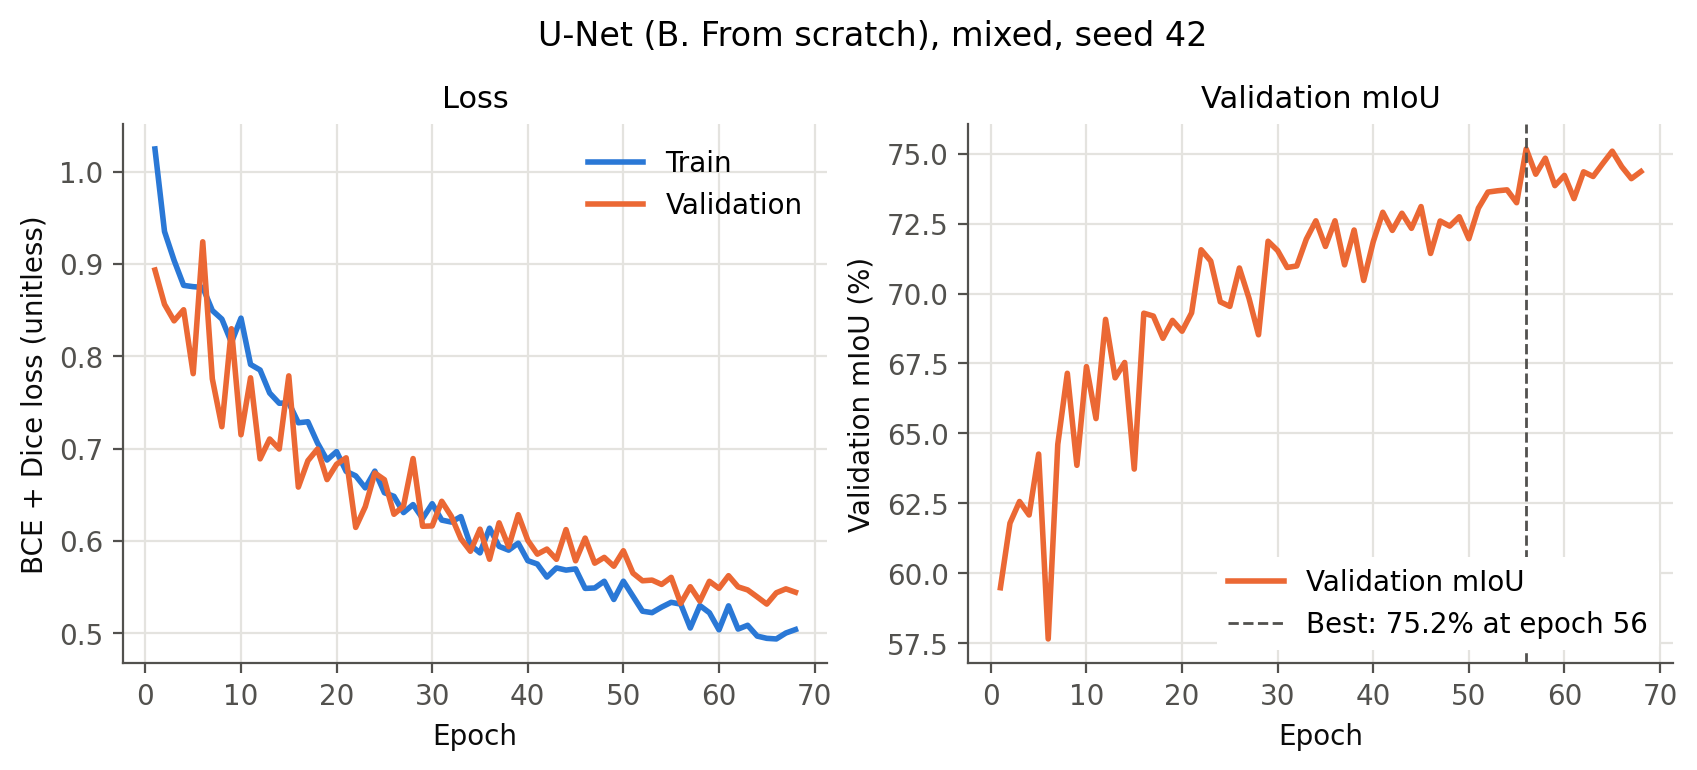 U-Net (B. From scratch), mixed, seed 42
Loss
BCE + Dice loss (unitless)
1.0
0.9
0.8
0.7
0.6
0.5
Train
Validation
0 10 20 30 40 50 60 70
Epoch
Validation mIoU
Validation mIoU (%)
75.0
72.5
70.0
67.5
65.0
62.5
60.0
57.5
Validation mIoU
Best: 75.2% at epoch 56
0 10 20 30 40 50 60 70
Epoch